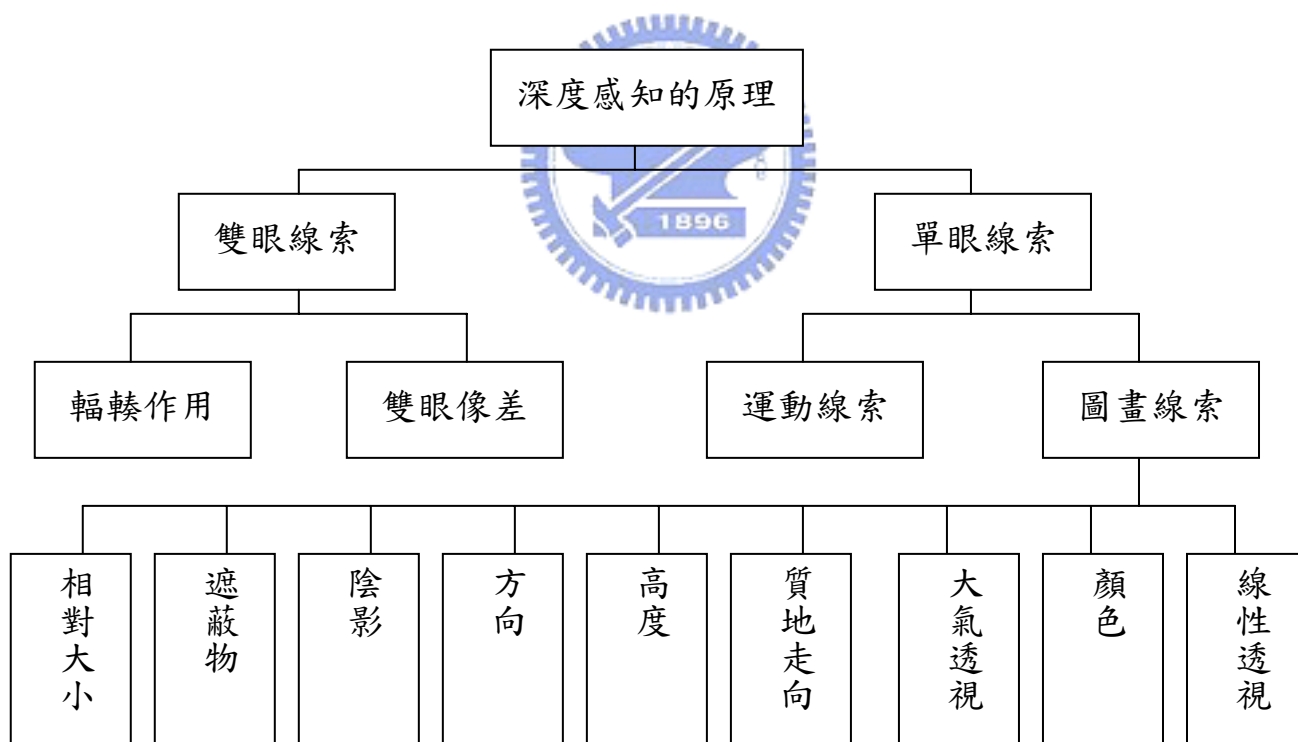 深度感知的原理
1896
雙眼線索
單眼線索
輻輳作用
雙眼像差
運動線索
圖畫線索
相對大小
遮蔽物
陰影
方向
高度
質地走向
大氣透視
顏色
線性透視